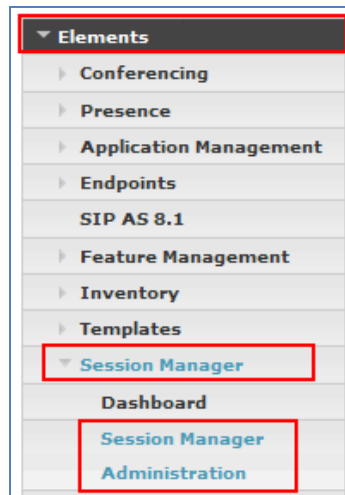 Elements
Conferencing
Presence
Application Management
Endpoints
SIP AS 8.1
Feature Management
Inventory
Templates
Session Manager
Dashboard
Session Manager
Administration